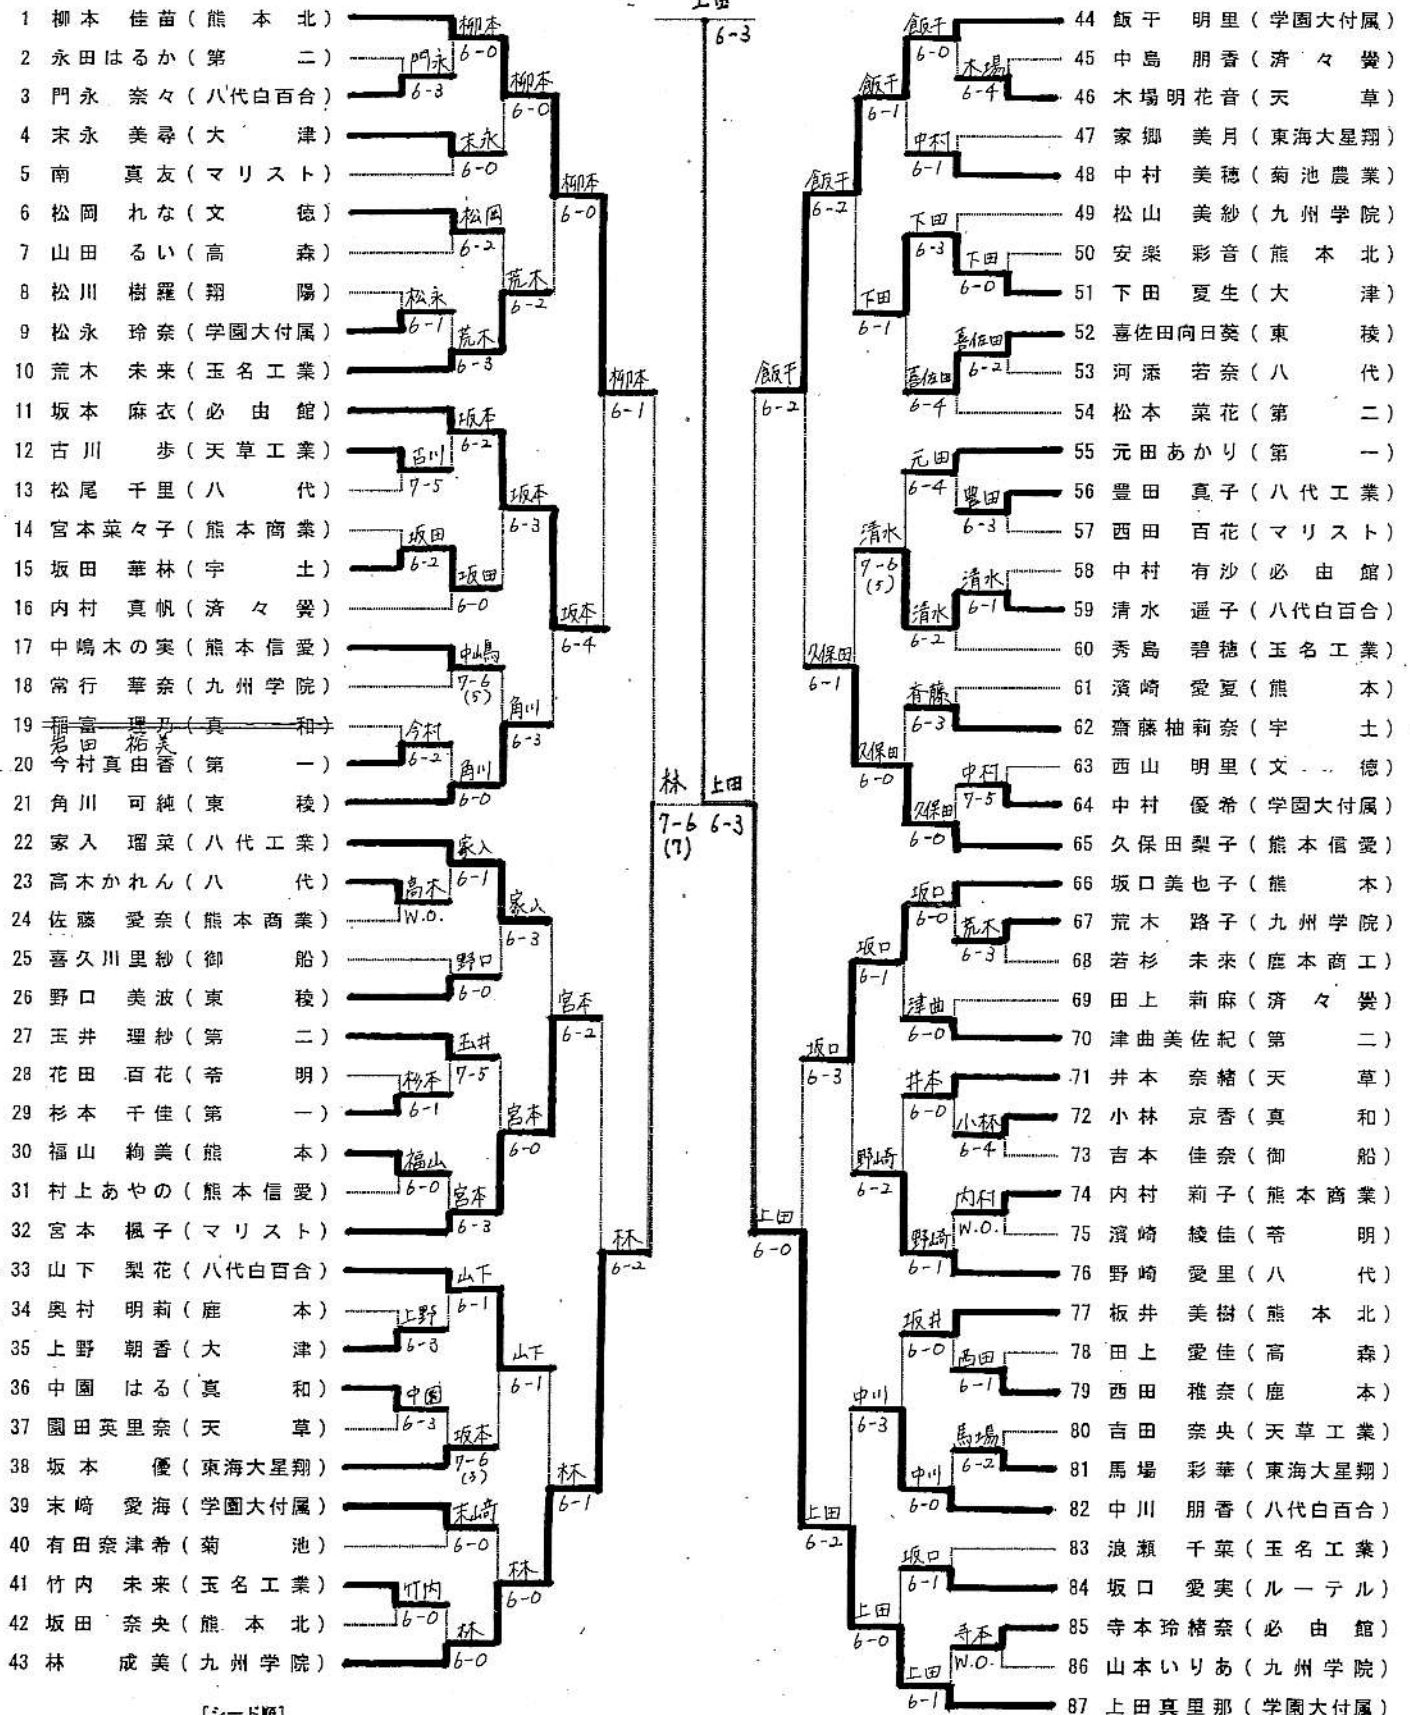 上田
6-3
1 柳本 佳苗(熊本北)
2 永田はるか(第二)
3 門永 奈々(八代白百合)
4 末永 美尋(大津)
5 南 真友(マリスト)
6 松岡 れな(文徳)
7 山田 るい(高森)
8 松川 樹羅(翔陽)
9 松永 玲奈(学園大付属)
10 荒木 未来(玉名工業)
11 坂本 麻衣(必由館)
12 古川 歩(天草工業)
13 松尾 千里(八代)
14 宮本菜々子(熊本商業)
15 坂田 華林(宇土)
16 内村 真帆(済々黌)
17 中嶋木の実(熊本信愛)
18 常行 華奈(九州学院)
19 稲富 理乃(真和)
岩田 祐美
20 今村真由香(第一)
21 角川 可純(東稜)
22 家入 瑠菜(八代工業)
23 高木かれん(八代)
24 佐藤 愛奈(熊本商業)
25 喜久川里紗(御船)
26 野口 美波(東稜)
27 玉井 理紗(第二)
28 花田 百花(苓明)
29 杉本 千佳(第一)
30 福山 絢美(熊本)
31 村上あやの(熊本信愛)
32 宮本 楓子(マリスト)
33 山下 梨花(八代白百合)
34 奥村 明莉(鹿本)
35 上野 朝香(大津)
36 中園 はる(真和)
37 園田英里奈(天草)
38 坂本 優(東海大星翔)
39 末崎 愛海(学園大付属)
40 有田奈津希(菊池)
41 竹内 未来(玉名工業)
42 坂田 奈央(熊本北)
43 林 成美(九州学院)
柳本
6-0
門永
6-3
末永
6-0
松岡
6-2
松永
6-1
荒木
6-3
坂本
6-2
古川
7-5
坂田
6-2
坂田
6-0
中嶋
7-6
(5)
今村
6-2
角川
6-0
家入
6-1
高木
W.O.
野口
6-0
玉井
7-5
杉本
6-1
福山
6-0
宮本
6-3
山下
6-1
上野
6-3
中園
6-3
坂本
7-6
(3)
末崎
6-0
竹内
6-0
林
6-0
柳本
6-0
荒木
6-2
坂本
6-3
角川
6-3
家入
6-3
宮本
6-0
山下
6-1
林
6-0
柳本
6-0
坂本
6-4
宮本
6-2
林
6-1
柳本
6-1
林
6-2
林
7-6
(7)
上田
6-3
飯干
6-2
上田
6-0
飯干
6-2
久保田
6-1
坂口
6-3
上田
6-2
飯干
6-1
下田
6-1
清水
7-6
(5)
久保田
6-0
坂口
6-1
野崎
6-2
中川
6-3
上田
6-0
飯干
6-0
木場
6-4
中村
6-1
下田
6-3
下田
6-0
喜佐田
6-2
喜佐田
6-4
元田
6-4
豊田
6-3
清水
6-1
清水
6-2
斉藤
6-3
中村
7-5
久保田
6-0
坂口
6-0
荒木
6-3
津曲
6-0
井本
6-0
小林
6-4
内村
W.O.
野崎
6-1
坂井
6-0
西田
6-1
馬場
6-2
中川
6-0
坂口
6-1
寺本
W.O.
上田
6-1
44 飯干 明里(学園大付属)
45 中島 朋香(済々黌)
46 木場明花音(天草)
47 家郷 美月(東海大星翔)
48 中村 美穂(菊池農業)
49 松山 美紗(九州学院)
50 安楽 彩音(熊本北)
51 下田 夏生(大津)
52 喜佐田向日葵(東稜)
53 河添 若奈(八代)
54 松本 菜花(第二)
55 元田あかり(第一)
56 豊田 真子(八代工業)
57 西田 百花(マリスト)
58 中村 有沙(必由館)
59 清水 遥子(八代白百合)
60 秀島 碧穂(玉名工業)
61 濱崎 愛夏(熊本)
62 齋藤柚莉奈(宇土)
63 西山 明里(文徳)
64 中村 優希(学園大付属)
65 久保田梨子(熊本信愛)
66 坂口美也子(熊本)
67 荒木 路子(九州学院)
68 若杉 未来(鹿本商工)
69 田上 莉麻(済々黌)
70 津曲美佐紀(第二)
71 井本 奈緒(天草)
72 小林 京香(真和)
73 吉本 佳奈(御船)
74 内村 莉子(熊本商業)
75 濱崎 綾佳(苓明)
76 野崎 愛里(八代)
77 板井 美樹(熊本北)
78 田上 愛佳(高森)
79 西田 稚奈(鹿本)
80 吉田 奈央(天草工業)
81 馬場 彩華(東海大星翔)
82 中川 朋香(八代白百合)
83 浪瀬 千菜(玉名工業)
84 坂口 愛実(ルーテル)
85 寺本玲緒奈(必由館)
86 山本いりあ(九州学院)
87 上田真里那(学園大付属)
[シード順]